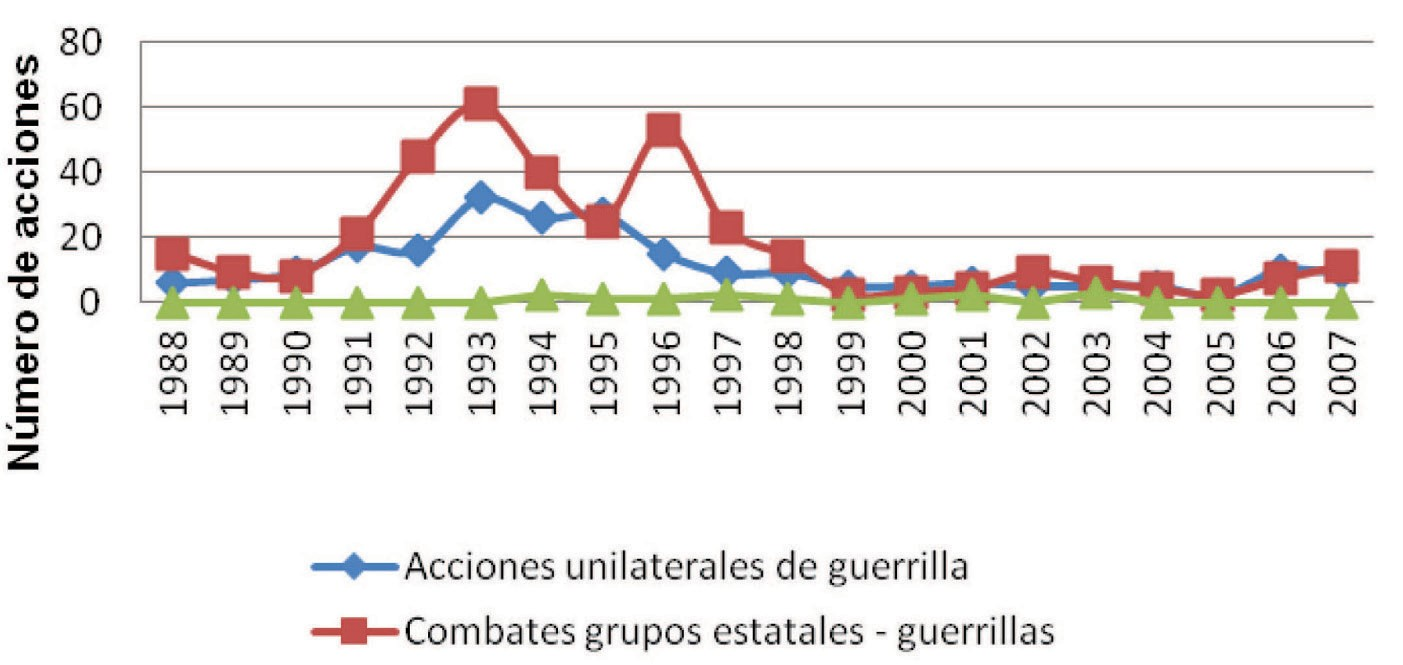 Número de acciones
80
60
40
20
0
1988 1989 1990 1991 1992 1993 1994 1995 1996 1997 1998 1999 2000 2001 2002 2003 2004 2005 2006 2007
Acciones unilaterales de guerrilla
Combates grupos estatales - guerrillas